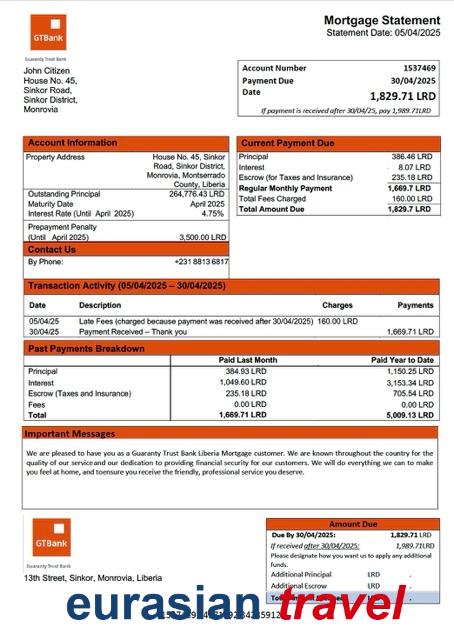 Mortgage Statement
Statement Date: 05/04/2025
GTBank
Guaranty Trust Bank
John Citizen
House No. 45,
Sinkor Road,
Sinkor District,
Monrovia
Account Number 1537469
Payment Due 30/04/2025
Date
1,829.71 LRD
If payment is received after 30/04/25, pay 1,989.71LRD
Account Information
Property Address House No. 45, Sinkor
Road, Sinkor District,
Monrovia, Montserrado
County, Liberia
Outstanding Principal 264,776.43 LRD
Maturity Date April 2025
Interest Rate (Until April 2025) 4.75%
Prepayment Penalty
(Until April 2025) 3,500.00 LRD
Contact Us
By Phone: +231 8813 6817
Current Payment Due
Principal 386.46 LRD
Interest 8.07 LRD
Escrow (for Taxes and Insurance) 235.18 LRD
Regular Monthly Payment 1,669.7 LRD
Total Fees Charged 160.00 LRD
Total Amount Due 1,829.7 LRD
Transaction Activity (05/04/2025 – 30/04/2025)
Date Description Charges Payments
05/04/25 Late Fees (charged because payment was received after 30/04/2025) 160.00 LRD
30/04/25 Payment Received – Thank you 1,669.71 LRD
Past Payments Breakdown
Paid Last Month Paid Year to Date
Principal 384.93 LRD 1,150.25 LRD
Interest 1,049.60 LRD 3,153.34 LRD
Escrow (Taxes and Insurance) 235.18 LRD 705.54 LRD
Fees 0.00 LRD 0.00 LRD
Total 1,669.71 LRD 5,009.13 LRD
Important Messages
We are pleased to have you as a Guaranty Trust Bank Liberia Mortgage customer. We are known throughout the country for the
quality of our service and our dedication to providing financial security for our customers. We will do everything we can to make
you feel at home, and toensure you receive the friendly, professional service you deserve.
GTBank
Guaranty Trust Bank
13th Street, Sinkor, Monrovia, Liberia
Amount Due
Due By 30/04/2025: 1,829.71 LRD
If received after 30/04/2025: 1,989.71LRD
Please designate how you want us to apply any additional
funds.
Additional Principal LRD .
Additional Escrow LRD .
eurasian travel